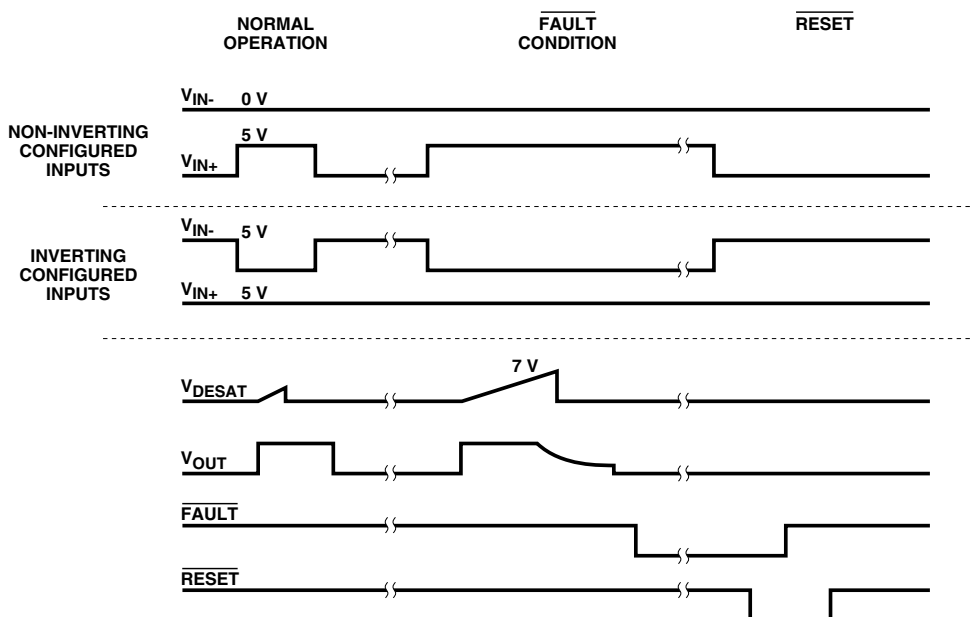 NORMAL
OPERATION
FAULT
CONDITION
RESET
NON-INVERTING
CONFIGURED
INPUTS
VIN- 0 V
5 V
VIN+
INVERTING
CONFIGURED
INPUTS
VIN- 5 V
VIN+ 5 V
7 V
VDESAT
VOUT
FAULT
RESET